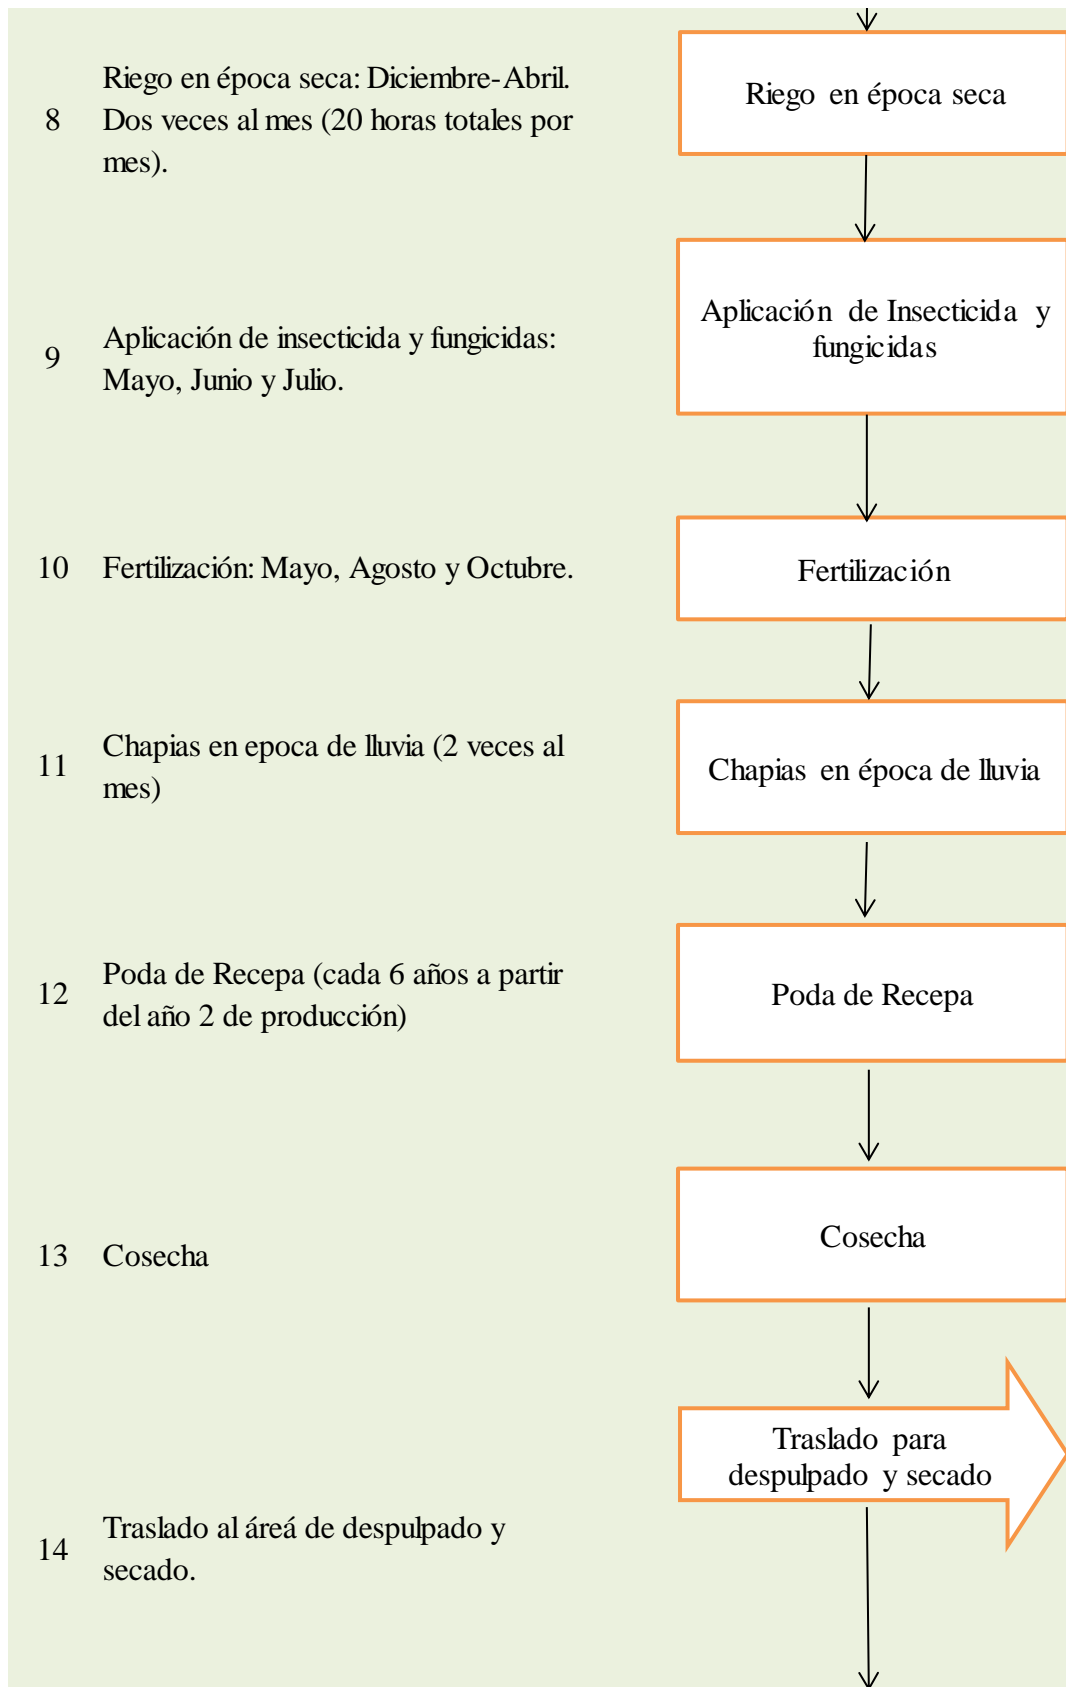 Riego en época seca: Diciembre-Abril.
8 Dos veces al mes (20 horas totales por
mes).
Riego en época seca
Aplicación de insecticida y fungicidas:
9
Mayo, Junio y Julio.
Aplicación de Insecticida y
fungicidas
10 Fertilización: Mayo, Agosto y Octubre.
Fertilización
Chapias en epoca de lluvia (2 veces al
11
mes)
Chapias en época de lluvia
Poda de Recepa (cada 6 años a partir
12
del año 2 de producción)
Poda de Recepa
13 Cosecha
Cosecha
Traslado para
despulpado y secado
Traslado al áreá de despulpado y
14
secado.